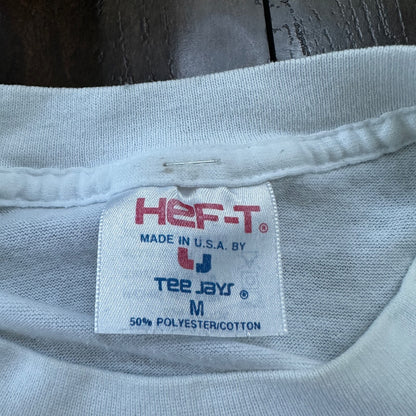 HeF-T®
MADE IN U.S.A. BY
TEE JAYS®
M
50% POLYESTER/COTTON